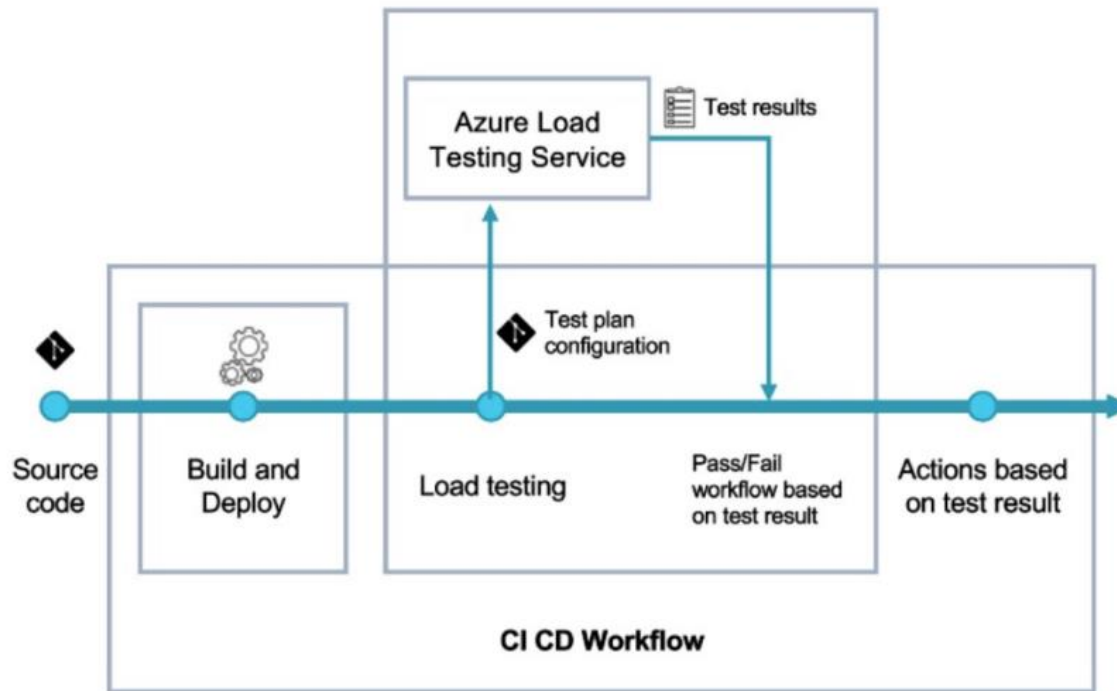 Azure Load
Testing Service
Test results
Test plan
configuration
Source
code
Build and
Deploy
Load testing
Pass/Fail
workflow based
on test result
Actions based
on test result
CI CD Workflow